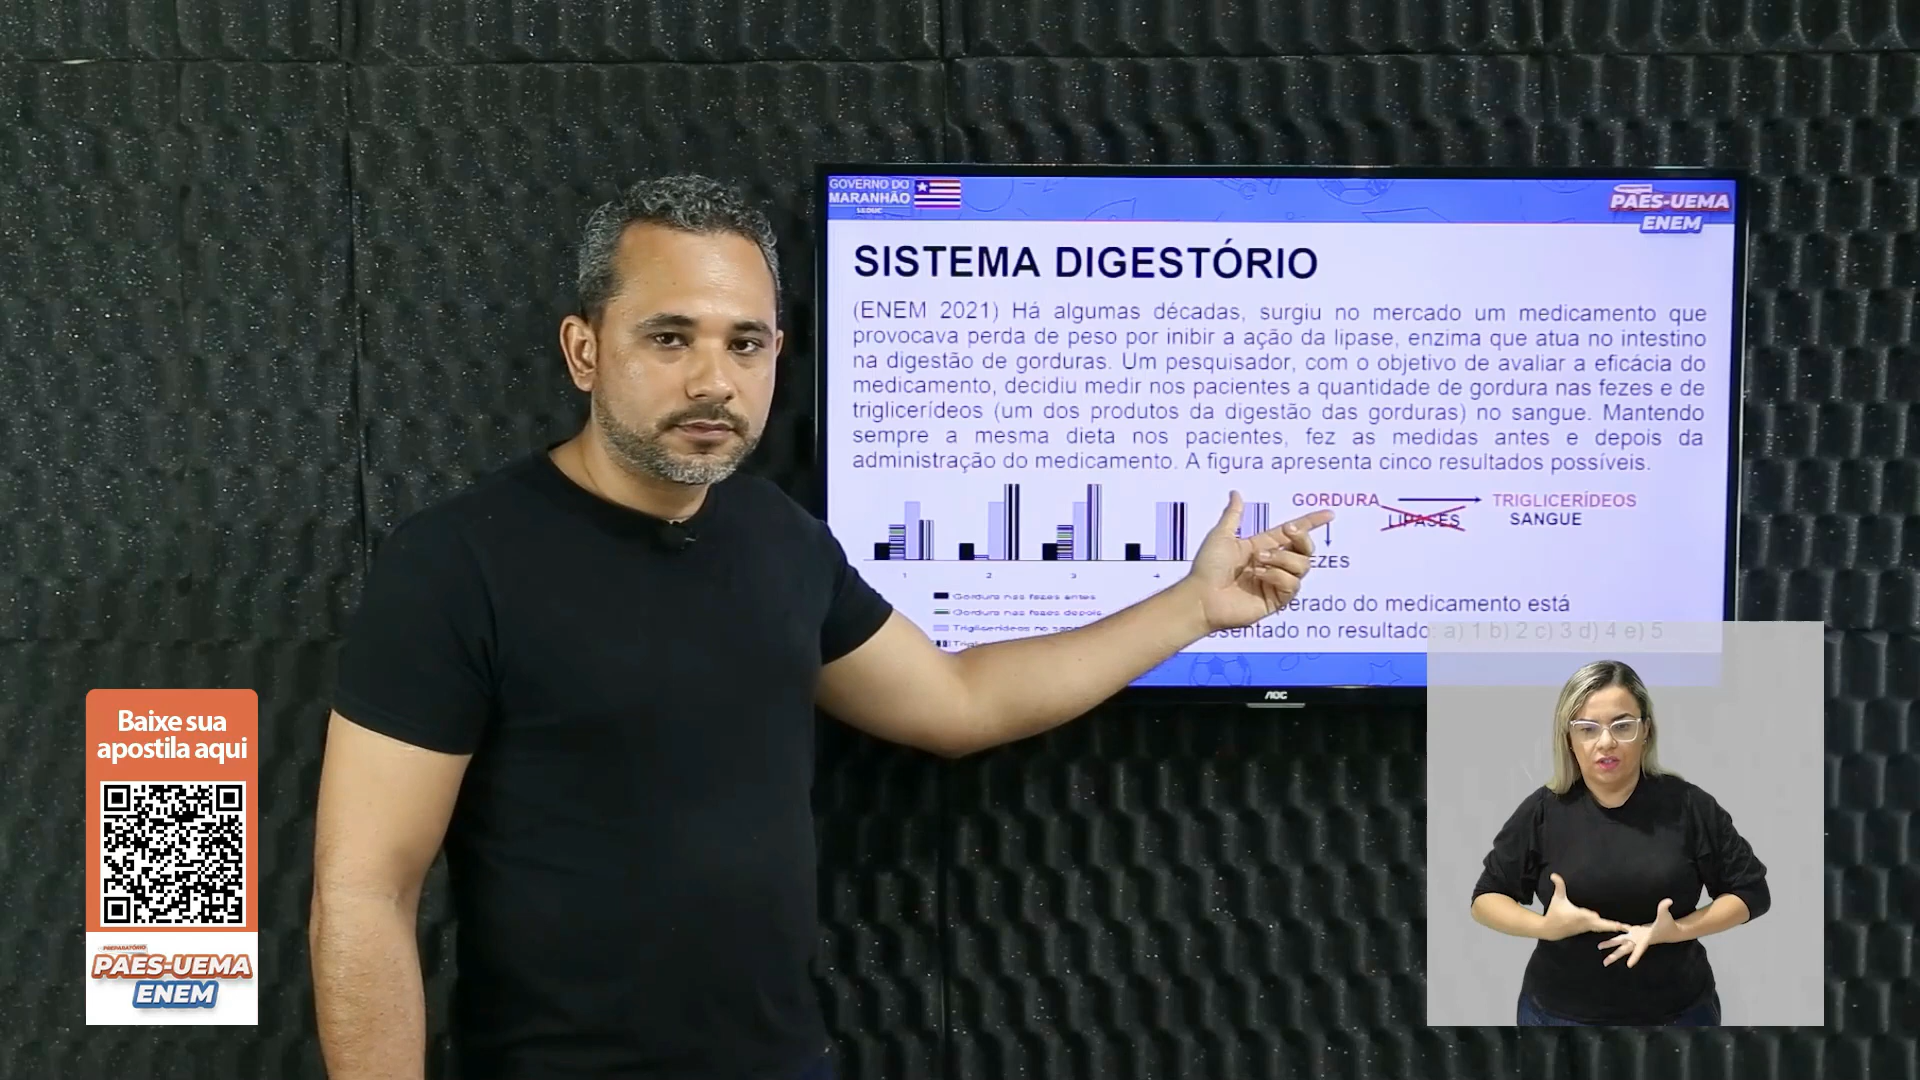 GOVERNO DO
MARANHÃO
SEDUC
PAES-UEMA
ENEM
SISTEMA DIGESTÓRIO
(ENEM 2021) Há algumas décadas, surgiu no mercado um medicamento que
provocava perda de peso por inibir a ação da lipase, enzima que atua no intestino
na digestão de gorduras. Um pesquisador, com o objetivo de avaliar a eficácia do
medicamento, decidiu medir nos pacientes a quantidade de gordura nas fezes e de
triglicerídeos (um dos produtos da digestão das gorduras) no sangue. Mantendo
sempre a mesma dieta nos pacientes, fez as medidas antes e depois da
administração do medicamento. A figura apresenta cinco resultados possíveis.
GORDURA TRIGLICERÍDEOS
LIPASES SANGUE
EZES
1 2 3 4
Gordura nas fezes antes
Gordura nas fezes depois
erado do medicamento está
sentado no resultado: a) 1 b) 2 c) 3 d) 4 e) 5
AOC
Baixe sua
apostila aqui
PREPARATÓRIO
PAES-UEMA
ENEM